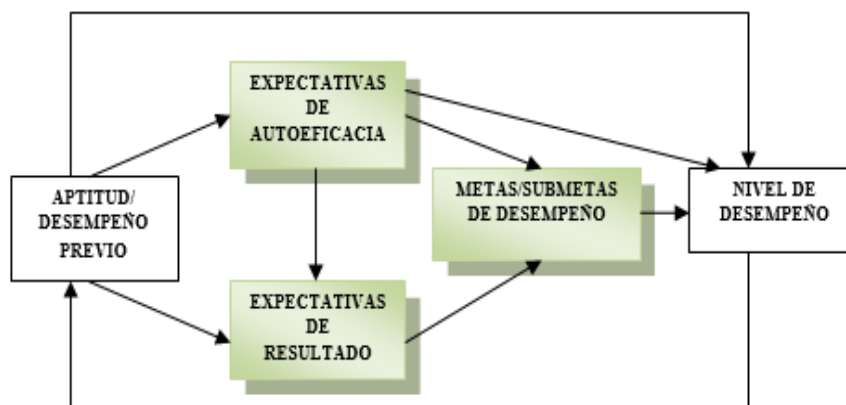 EXPECTATIVAS
DE
AUTOEFICACIA
APTITUD/
DESEMPEÑO
PREVIO
METAS/SUBMETAS
DE DESEMPEÑO
NIVEL DE
DESEMPEÑO
EXPECTATIVAS
DE
RESULTADO